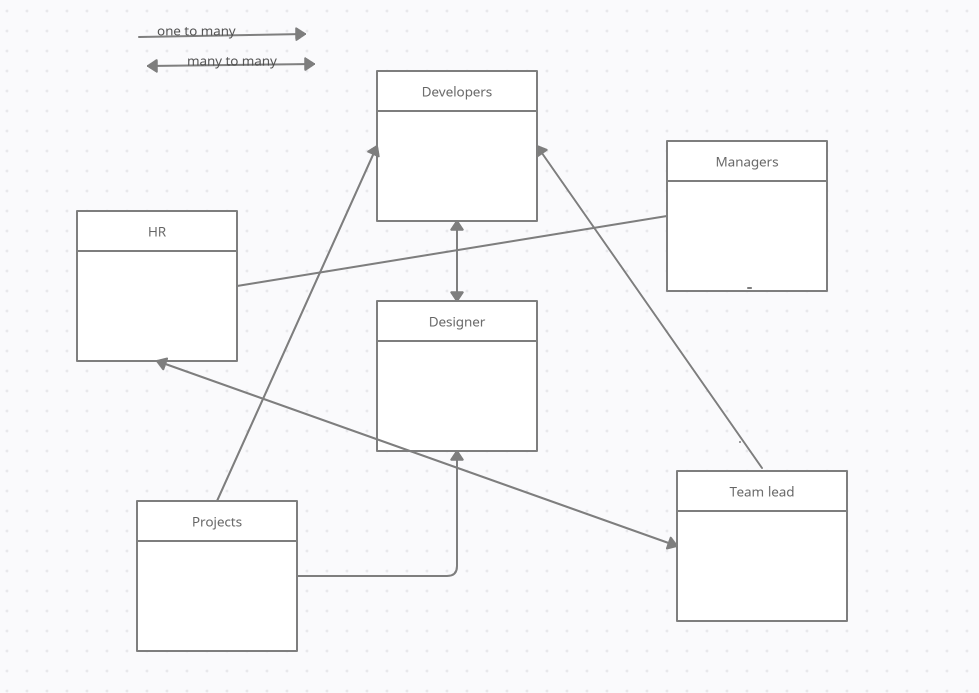 one to many
many to many
Developers
Managers
HR
Designer
Team lead
Projects